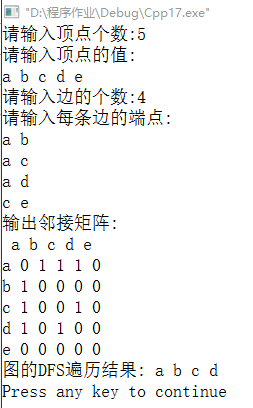 "D:\程序作业\Debug\Cpp17.exe"
请输入顶点个数:5
请输入顶点的值:
a b c d e
请输入边的个数:4
请输入每条边的端点:
a b
a c
a d
c e
输出邻接矩阵:
a b c d e
a 0 1 1 1 0
b 1 0 0 0 0
c 1 0 0 1 0
d 1 0 1 0 0
e 0 0 0 0 0
图的DFS遍历结果: a b c d
Press any key to continue